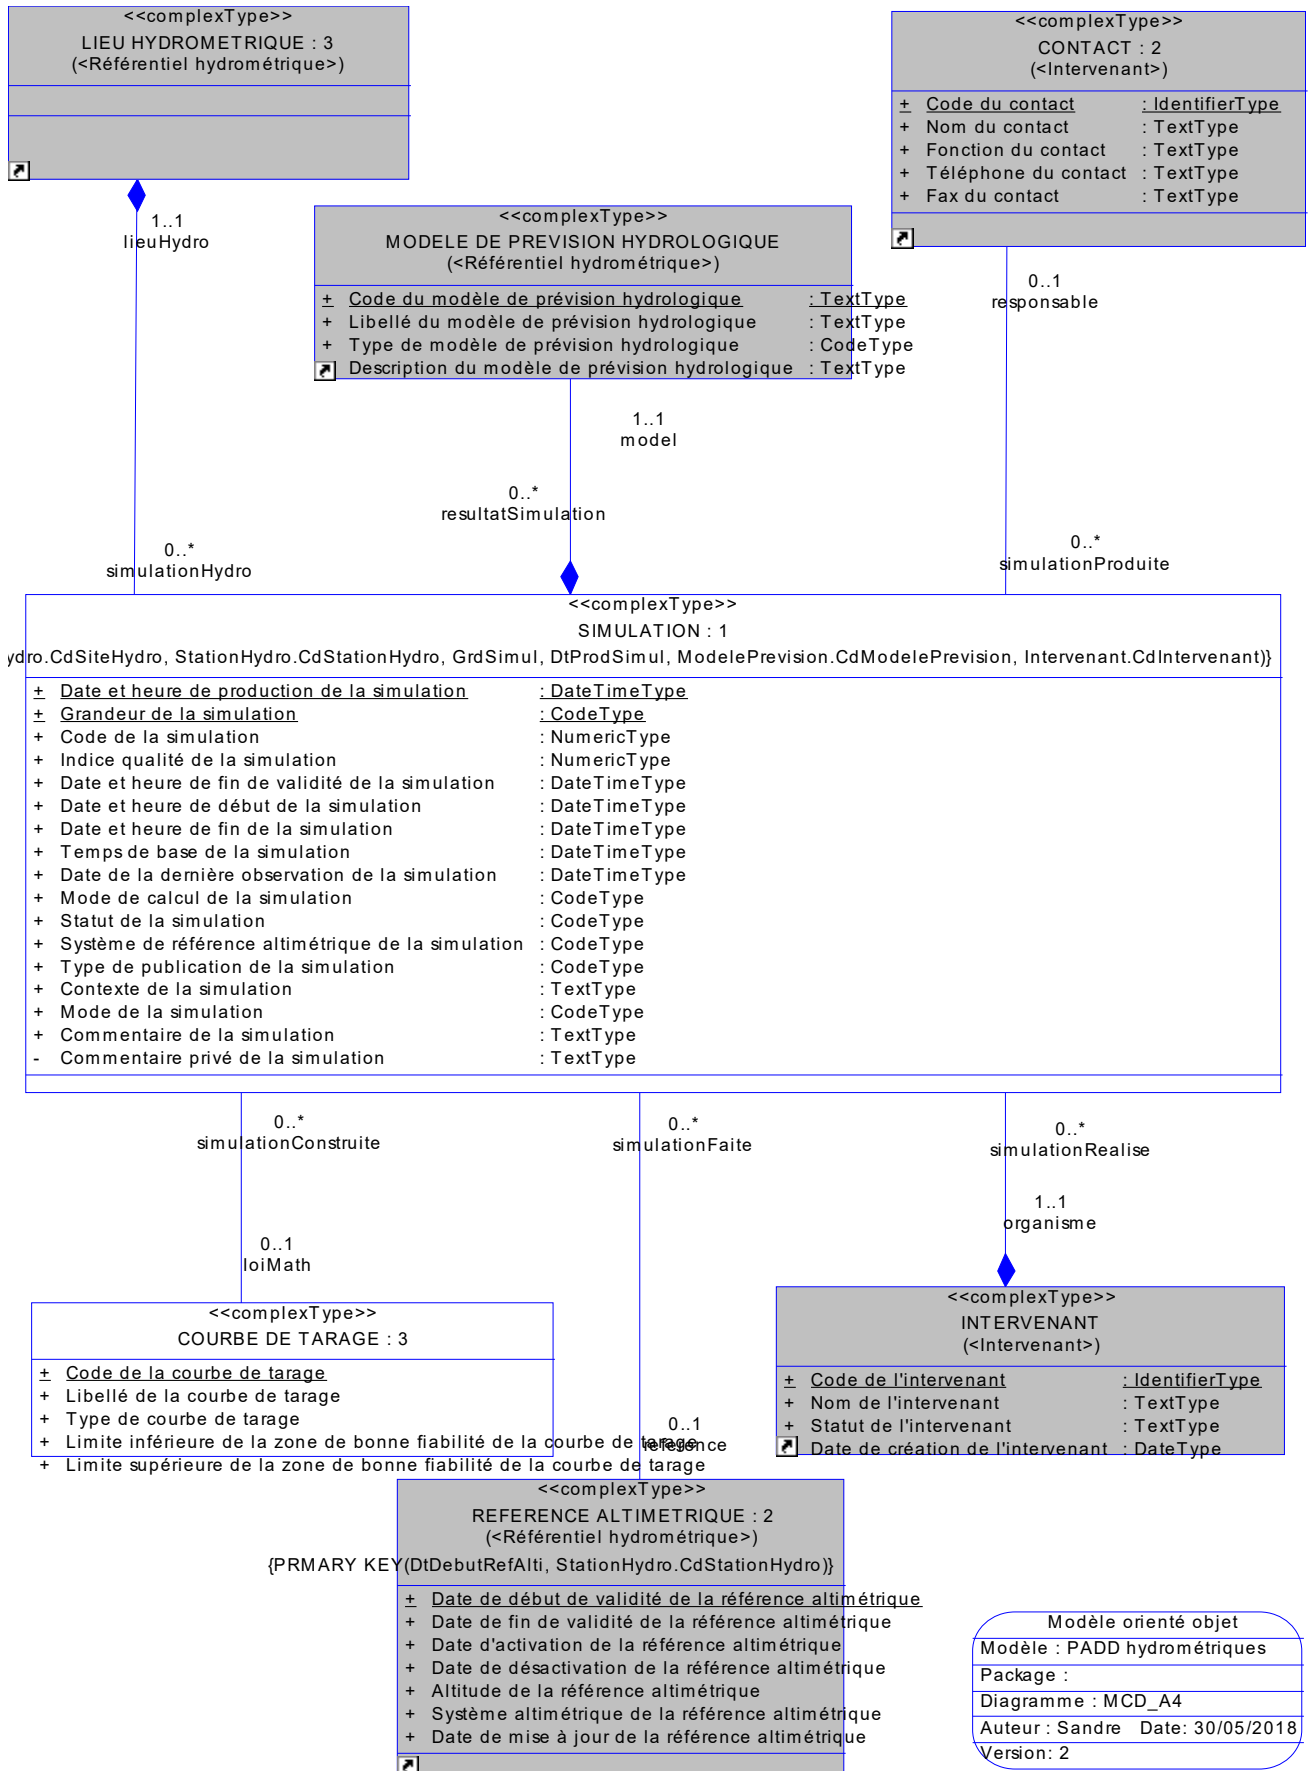 <<complexType>>
LIEU HYDROMETRIQUE : 3
(<Référentiel hydrométrique>)
<<complexType>>
CONTACT : 2
(<Intervenant>)
+ Code du contact : IdentifierType
+ Nom du contact : TextType
+ Fonction du contact : TextType
+ Téléphone du contact : TextType
+ Fax du contact : TextType
1..1
lieuHydro
<<complexType>>
MODELE DE PREVISION HYDROLOGIQUE
(<Référentiel hydrométrique>)
+ Code du modèle de prévision hydrologique : TextType
+ Libellé du modèle de prévision hydrologique : TextType
+ Type de modèle de prévision hydrologique : CodeType
Description du modèle de prévision hydrologique : TextType
0..1
responsable
1..1
model
0..*
resultatSimulation
0..*
simulationHydro
0..*
simulationProduite
<<complexType>>
SIMULATION : 1
ydro.CdSiteHydro, StationHydro.CdStationHydro, GrdSimul, DtProdSimul, ModelePrevision.CdModelePrevision, Intervenant.CdIntervenant)}
+ Date et heure de production de la simulation : DateTimeType
+ Grandeur de la simulation : CodeType
+ Code de la simulation : NumericType
+ Indice qualité de la simulation : NumericType
+ Date et heure de fin de validité de la simulation : DateTimeType
+ Date et heure de début de la simulation : DateTimeType
+ Date et heure de fin de la simulation : DateTimeType
+ Temps de base de la simulation : DateTimeType
+ Date de la dernière observation de la simulation : DateTimeType
+ Mode de calcul de la simulation : CodeType
+ Statut de la simulation : CodeType
+ Système de référence altimétrique de la simulation : CodeType
+ Type de publication de la simulation : CodeType
+ Contexte de la simulation : TextType
+ Mode de la simulation : CodeType
+ Commentaire de la simulation : TextType
- Commentaire privé de la simulation : TextType
0..*
simulationConstruite
0..*
simulationFaite
0..*
simulationRealise
1..1
organisme
0..1
loiMath
<<complexType>>
COURBE DE TARAGE : 3
+ Code de la courbe de tarage
+ Libellé de la courbe de tarage
+ Type de courbe de tarage
+ Limite inférieure de la zone de bonne fiabilité de la courbe de tarage
+ Limite supérieure de la zone de bonne fiabilité de la courbe de tarage
<<complexType>>
INTERVENANT
(<Intervenant>)
+ Code de l'intervenant : IdentifierType
+ Nom de l'intervenant : TextType
+ Statut de l'intervenant : TextType
Date de création de l'intervenant : DateType
0..1
reference
<<complexType>>
REFERENCE ALTIMETRIQUE : 2
(<Référentiel hydrométrique>)
{PRMARY KEY(DtDebutRefAlti, StationHydro.CdStationHydro)}
+ Date de début de validité de la référence altimétrique
+ Date de fin de validité de la référence altimétrique
+ Date d'activation de la référence altimétrique
+ Date de désactivation de la référence altimétrique
+ Altitude de la référence altimétrique
+ Système altimétrique de la référence altimétrique
+ Date de mise à jour de la référence altimétrique
Modèle orienté objet
Modèle : PADD hydrométriques
Package :
Diagramme : MCD_A4
Auteur : Sandre Date: 30/05/2018
Version: 2